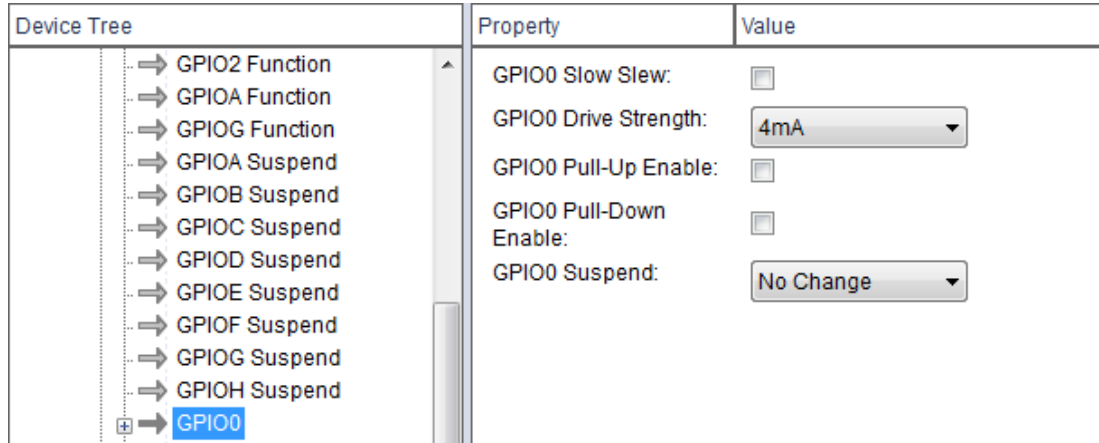 Device Tree
GPIO2 Function
GPIOA Function
GPIOG Function
GPIOA Suspend
GPIOB Suspend
GPIOC Suspend
GPIOD Suspend
GPIOE Suspend
GPIOF Suspend
GPIOG Suspend
GPIOH Suspend
GPIO0
Property Value
GPIO0 Slow Slew:
GPIO0 Drive Strength: 4mA
GPIO0 Pull-Up Enable:
GPIO0 Pull-Down
Enable:
GPIO0 Suspend: No Change